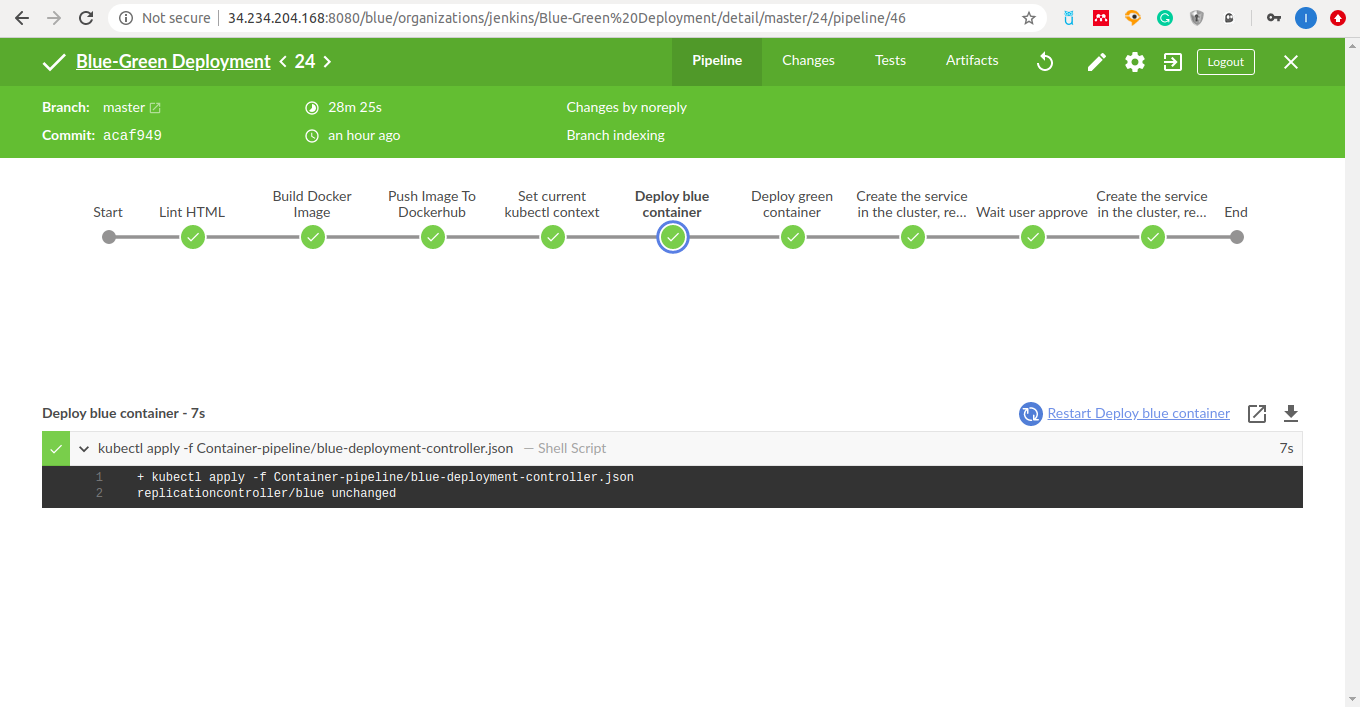 Not secure
34.234.204.168:8080/blue/organizations/jenkins/Blue-Green%20Deployment/detail/master/24/pipeline/46
I
Blue-Green Deployment < 24 >
Pipeline
Changes
Tests
Artifacts
Logout
Branch: master
28m 25s
Changes by noreply
Commit: acaf949
an hour ago
Branch indexing
Start
Lint HTML
Build Docker
Image
Push Image To
Dockerhub
Set current
kubectl context
Deploy blue
container
Deploy green
container
Create the service
in the cluster, re...
Wait user approve
Create the service
in the cluster, re...
End
Deploy blue container - 7s
Restart Deploy blue container
kubectl apply -f Container-pipeline/blue-deployment-controller.json — Shell Script
7s
1 + kubectl apply -f Container-pipeline/blue-deployment-controller.json
2 replicationcontroller/blue unchanged